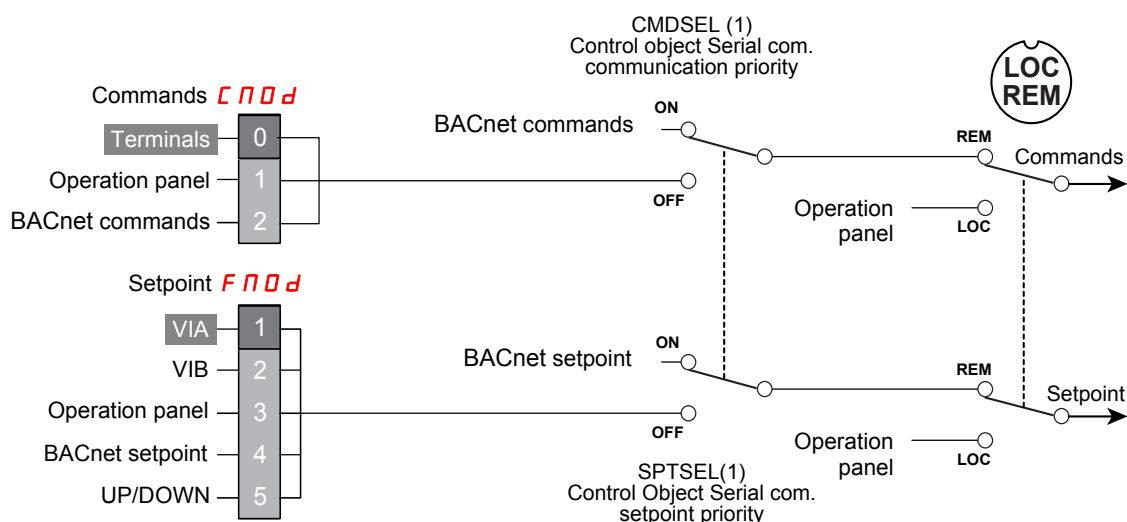 CMDSEL (1)
Control object Serial com.
communication priority
LOC
REM
Commands CMOd
Terminals
0
Operation panel
1
BACnet commands
2
BACnet commands
ON
OFF
REM
Commands
Operation
panel
LOC
Setpoint FMOd
VIA
1
VIB
2
Operation panel
3
BACnet setpoint
4
UP/DOWN
5
BACnet setpoint
ON
OFF
REM
Setpoint
Operation
panel
LOC
SPTSEL(1)
Control Object Serial com.
setpoint priority